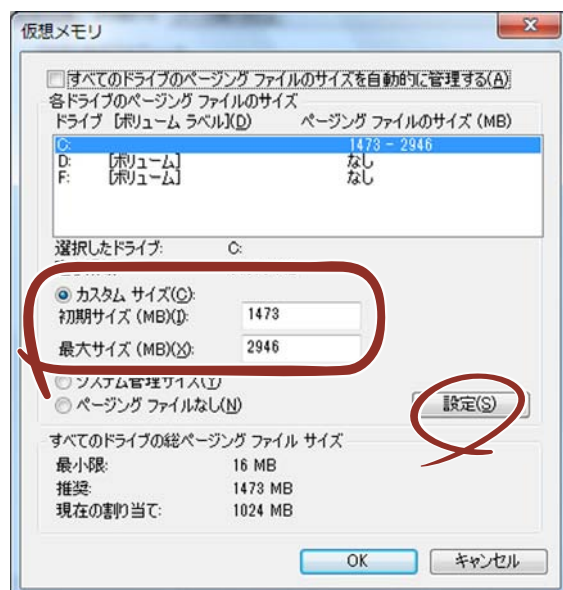 仮想メモリ
すべてのドライブのページング ファイルのサイズを自動的に管理する(A)
各ドライブのページング ファイルのサイズ
ドライブ [ボリューム ラベル](D) ページング ファイルのサイズ (MB)
C: 1473 - 2946
D: [ボリューム] なし
F: [ボリューム] なし
選択したドライブ: C:
カスタム サイズ(C):
初期サイズ (MB)(I): 1473
最大サイズ (MB)(X): 2946
システム管理サイズ(Y)
ページング ファイルなし(N) 設定(S)
すべてのドライブの総ページング ファイル サイズ
最小限: 16 MB
推奨: 1473 MB
現在の割り当て: 1024 MB
OK キャンセル